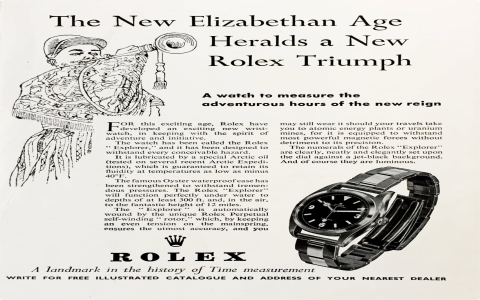 The New Elizabethan Age
Heralds a New
Rolex Triumph
A watch to measure the
adventurous hours of the new reign
FOR this exciting age, Rolex have
developed an exciting new wrist-
watch, in keeping with the spirit of
adventure and initiative.
The watch has been called the Rolex
"Explorer," and it has been designed to
withstand every conceivable hazard.
It is lubricated by a special Arctic oil
(tested on several recent Arctic Expedi-
tions), which is guaranteed to retain its
fluidity at temperatures as low as minus
40°F.
The famous Oyster waterproof case has
been strengthened to withstand tremen-
dous pressures. The Rolex "Explorer"
will function perfectly under water to
depths of at least 300 ft. and, in the air,
to the fantastic height of 12 miles.
The "Explorer" is automatically
wound by the unique Rolex Perpetual
self-winding "rotor," which, by keeping
an even tension on the mainspring,
ensures the utmost accuracy, and you
may still wear it should your travels take
you to atomic energy plants or uranium
mines, for it is equipped to withstand
most powerful magnetic forces without
detriment to its precision.
The numerals of the Rolex "Explorer"
are clearly, neatly and elegantly set upon
the dial against a jet-black background.
And of course they are luminous.
ROLEX
A landmark in the history of Time measurement
WRITE FOR FREE ILLUSTRATED CATALOGUE AND ADDRESS OF YOUR NEAREST DEALER